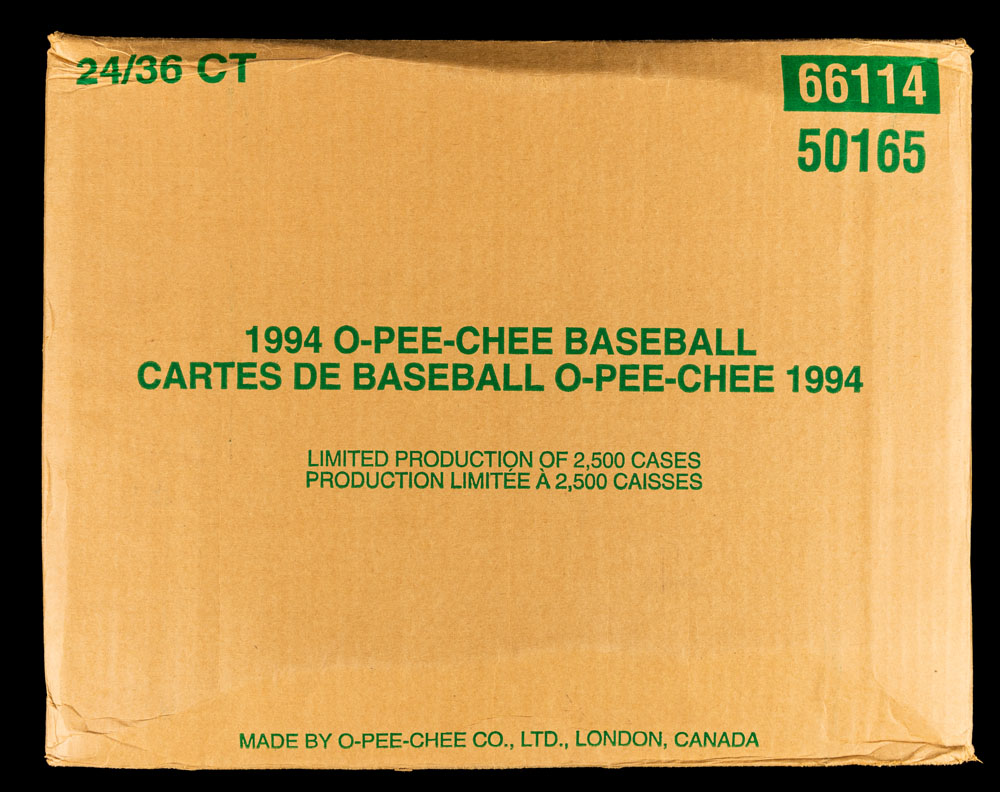 24/36 CT
66114
50165
1994 O-PEE-CHEE BASEBALL
CARTES DE BASEBALL O-PEE-CHEE 1994
LIMITED PRODUCTION OF 2,500 CASES
PRODUCTION LIMITÉE À 2,500 CAISSES
MADE BY O-PEE-CHEE CO., LTD., LONDON, CANADA